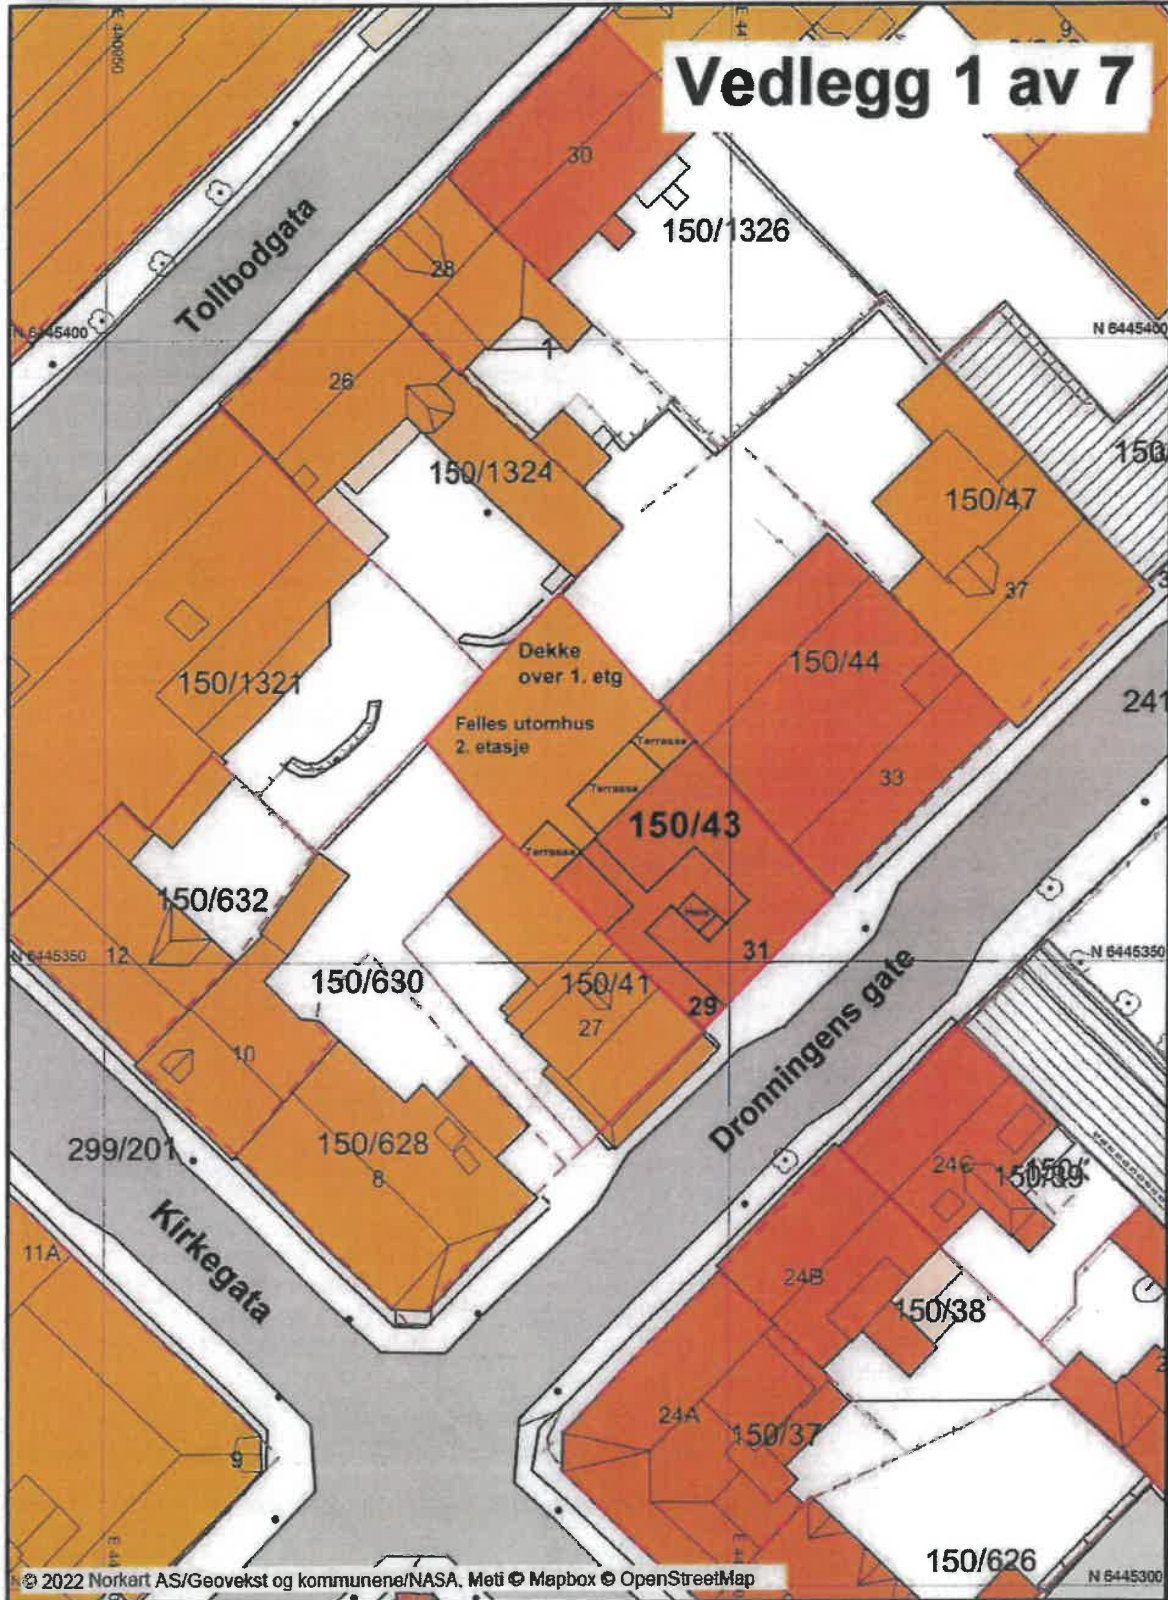 Vedlegg 1 av 7
9
30
150/1326
Tollbodgata
28
N 6445400
N 6445400
1
26
150/1324
150/47
37
Dekke
over 1. etg
150/44
150/1321
241
Felles utomhus
2. etasje
Terrasse
33
Terrasse
150/43
Terrasse
150/632
N 6445350
12
31
N 6445350
150/630
150/41
29
27
10
Dronningens gate
299/201
150/628
8
24C
150/39
Kirkegata
11A
24B
150/38
24A
150/37
9
150/626
N 6445300
© 2022 Norkart AS/Geovekst og kommunene/NASA, Meti © Mapbox © OpenStreetMap